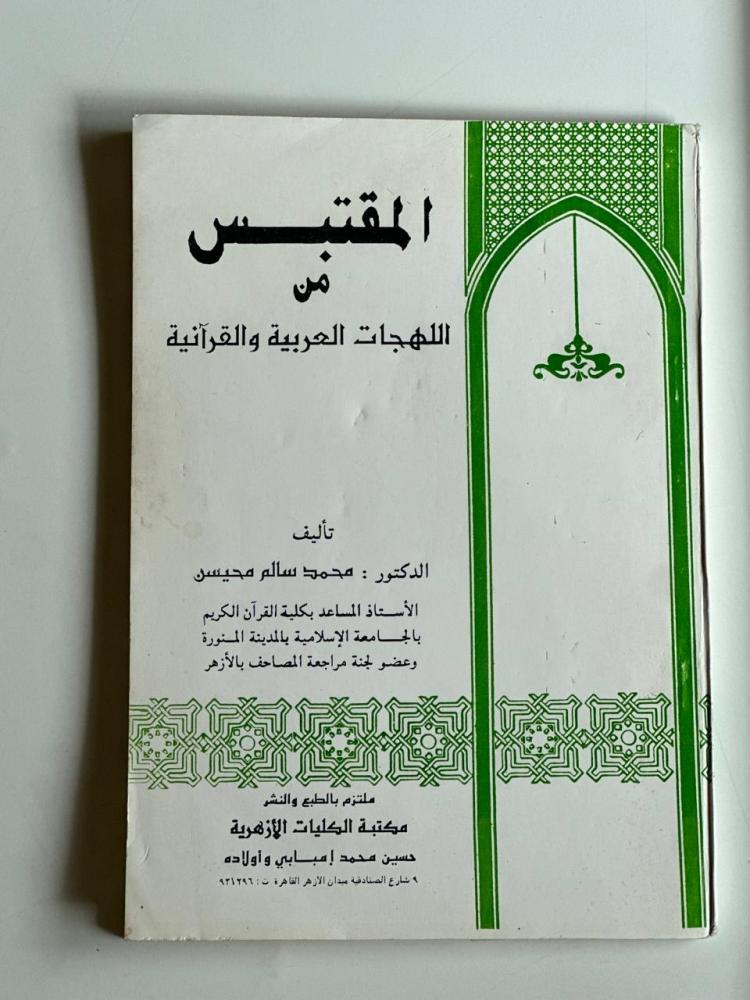 المقتبس
من
اللهجات العربية والقرآنية
تأليف
الدكتور : محمد سالم محيسن
الأستاذ المساعد بكلية القرآن الكريم
بالجامعة الإسلامية بالمدينة المنورة
وعضو لجنة مراجعة المصاحف بالأزهر
ملتزم بالطبع والنشر
مكتبة الكليات الأزهرية
حسين محمد إمبابي وأولاده
٩ شارع الصنادقية ميدان الأزهر القاهرة ت : ٩٣١٢٩٦